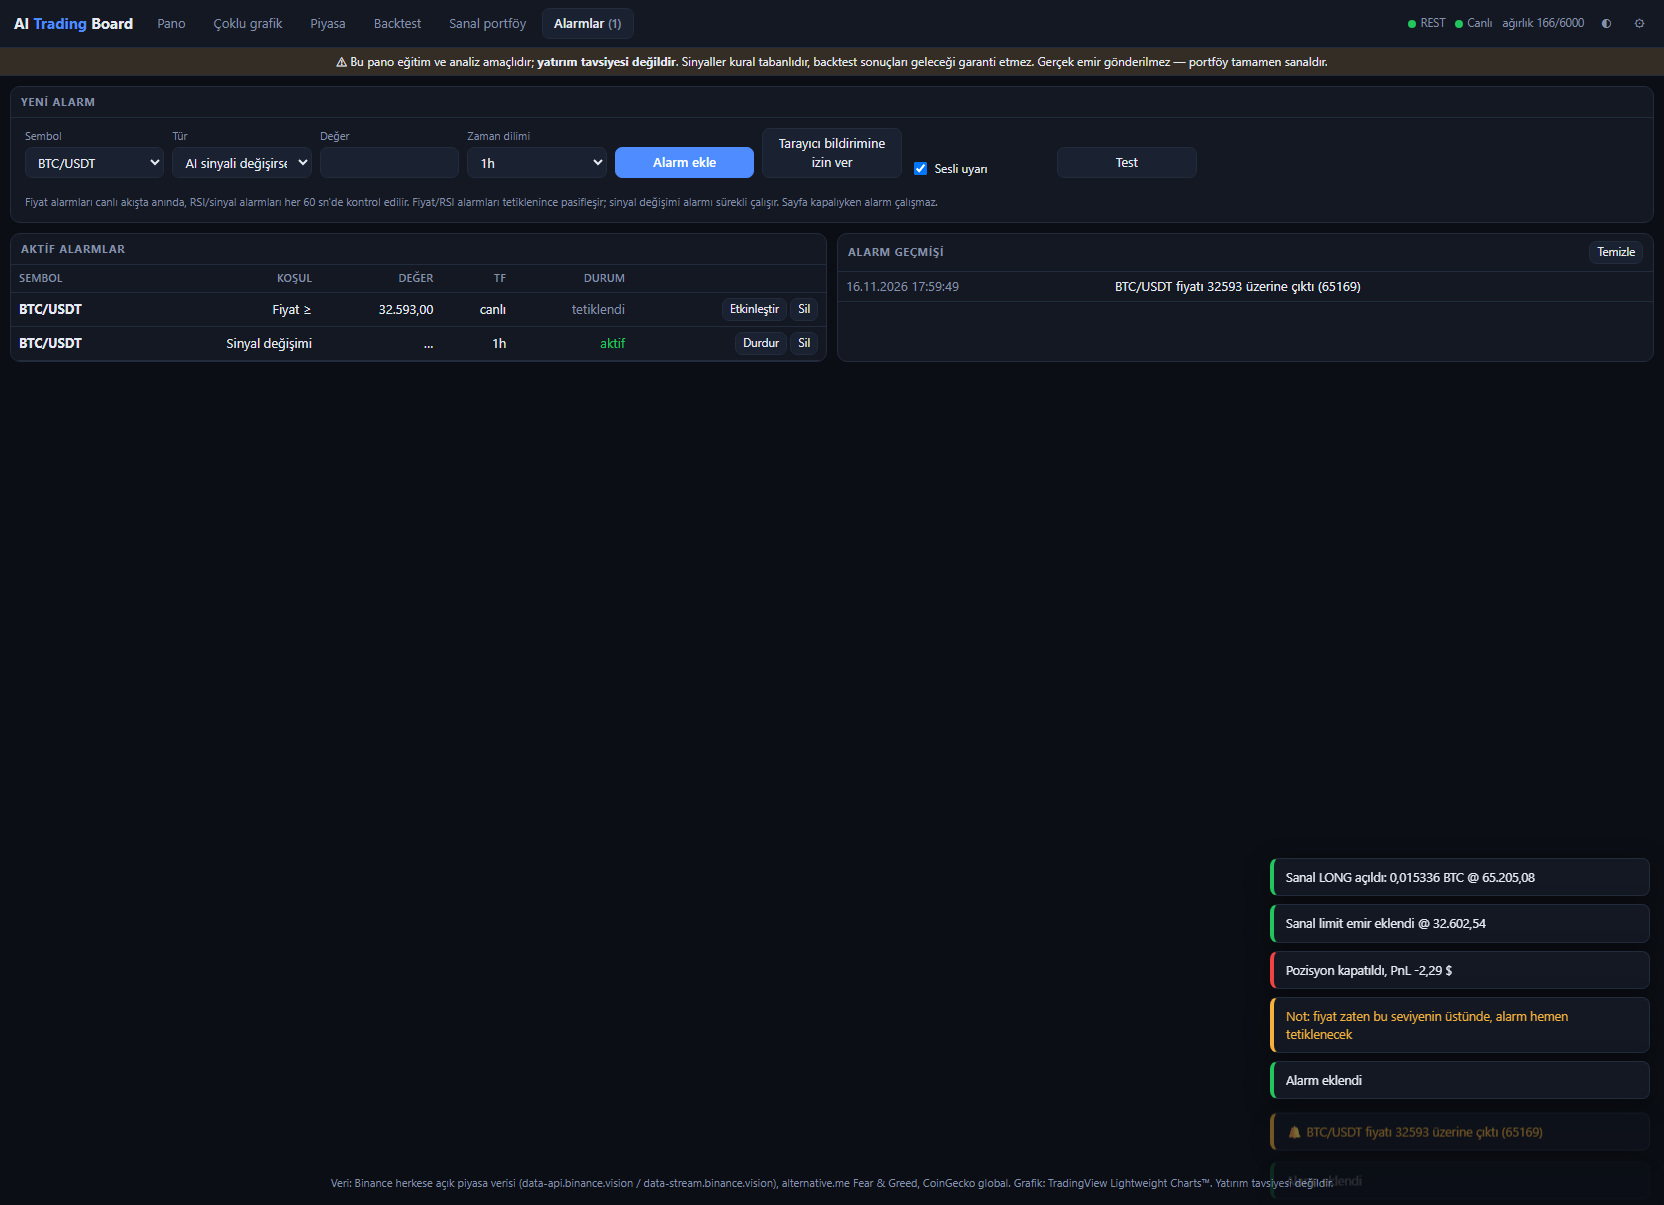 AI Trading Board Pano Çoklu grafik Piyasa Backtest Sanal portföy Alarmlar (1) REST Canlı ağırlık 166/6000
⚠ Bu pano eğitim ve analiz amaçlıdır; yatırım tavsiyesi değildir. Sinyaller kural tabanlıdır, backtest sonuçları geleceği garanti etmez. Gerçek emir gönderilmez — portföy tamamen sanaldır.
YENİ ALARM
Sembol Tür Değer Zaman dilimi
BTC/USDT AI sinyali değişirse 1h Alarm ekle
Tarayıcı bildirimine
izin ver
Sesli uyarı Test
Fiyat alarmları canlı akışta anında, RSI/sinyal alarmları her 60 sn'de kontrol edilir. Fiyat/RSI alarmları tetiklenince pasifleşir; sinyal değişimi alarmı sürekli çalışır. Sayfa kapalıyken alarm çalışmaz.
AKTİF ALARMLAR
SEMBOL KOŞUL DEĞER TF DURUM
BTC/USDT Fiyat ≥ 32.593,00 canlı tetiklendi Etkinleştir Sil
BTC/USDT Sinyal değişimi ... 1h aktif Durdur Sil
ALARM GEÇMİŞİ Temizle
16.11.2026 17:59:49 BTC/USDT fiyatı 32593 üzerine çıktı (65169)
Sanal LONG açıldı: 0,015336 BTC @ 65.205,08
Sanal limit emir eklendi @ 32.602,54
Pozisyon kapatıldı, PnL -2,29 $
Not: fiyat zaten bu seviyenin üstünde, alarm hemen
tetiklenecek
Alarm eklendi
🔔 BTC/USDT fiyatı 32593 üzerine çıktı (65169)
Alarm eklendi
Veri: Binance herkese açık piyasa verisi (data-api.binance.vision / data-stream.binance.vision), alternative.me Fear & Greed, CoinGecko global. Grafik: TradingView Lightweight Charts™. Yatırım tavsiyesi değildir.